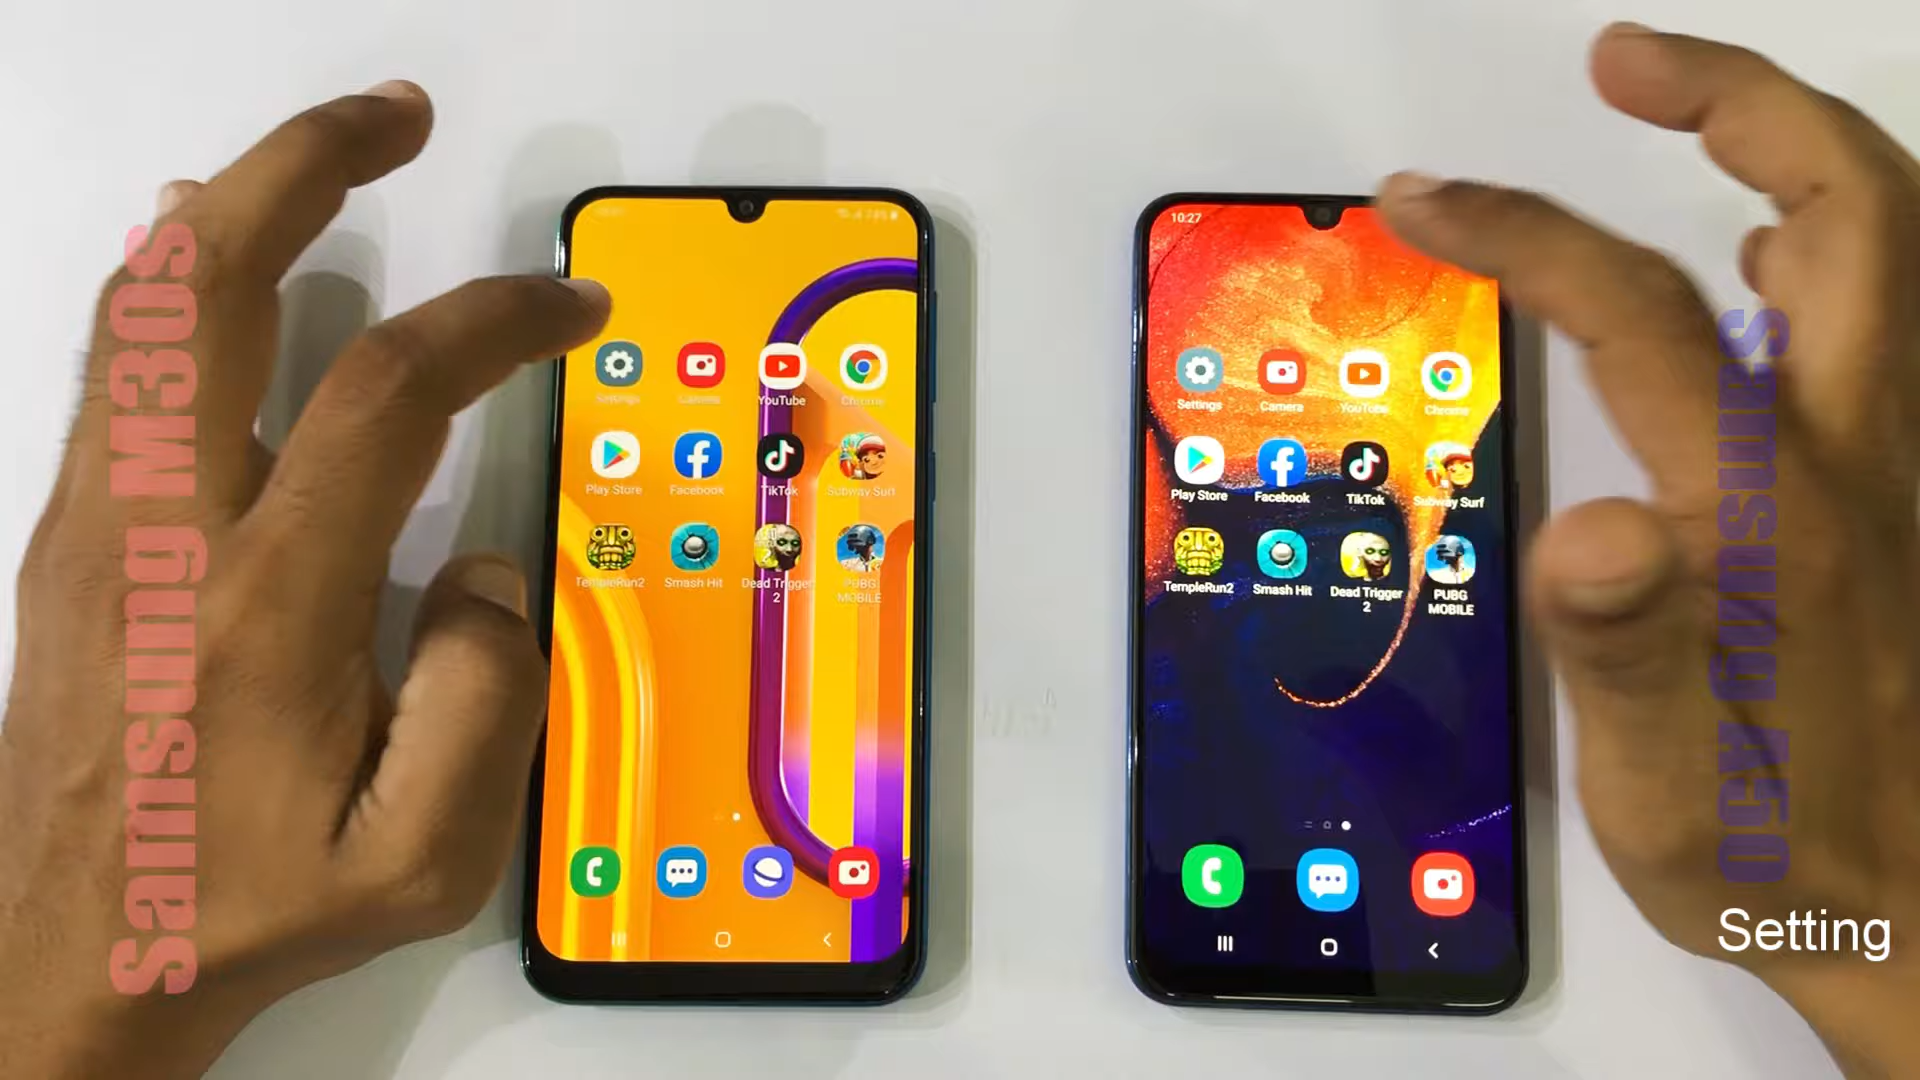 Samsung M30s
Settings
Camera
YouTube
Chrome
Play Store
Facebook
TikTok
Subway Surf
TempleRun2
Smash Hit
Dead Trigger
2
PUBG
MOBILE
10:27
Settings
Camera
YouTube
Chrome
Play Store
Facebook
TikTok
Subway Surf
TempleRun2
Smash Hit
Dead Trigger
2
PUBG
MOBILE
Samsung A50
Setting